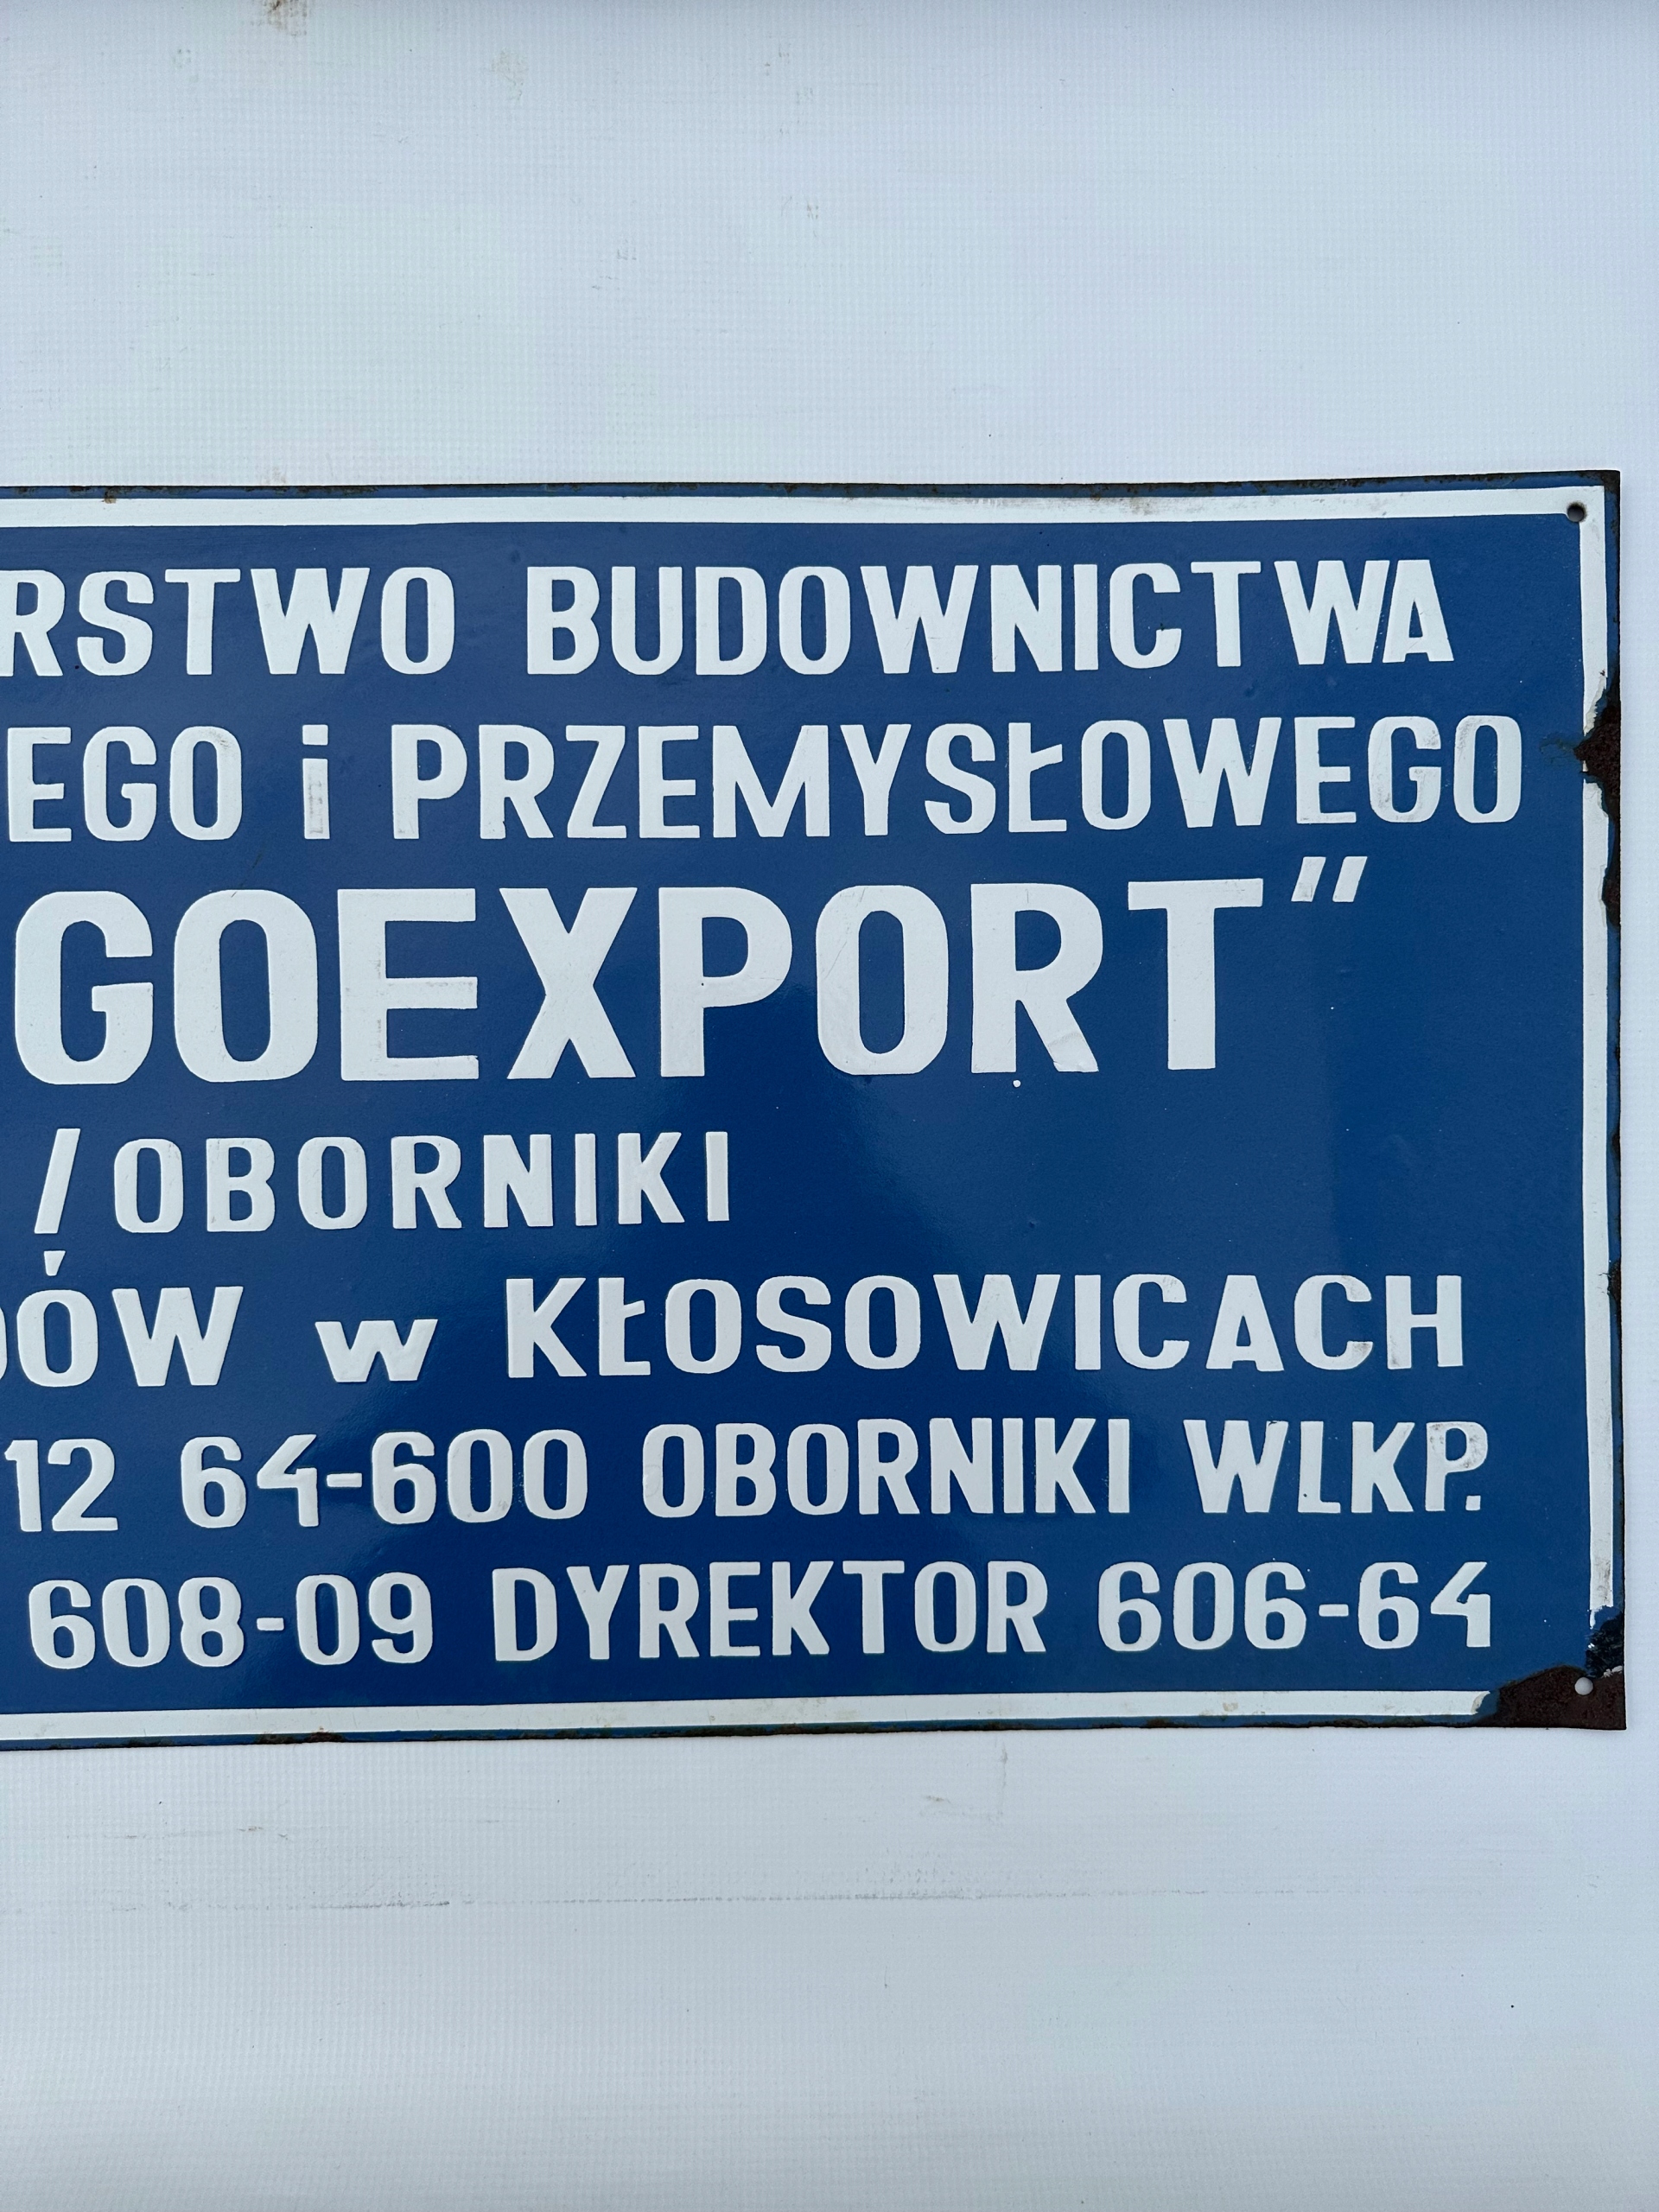 RSTWO BUDOWNICTWA
EGO i PRZEMYSŁOWEGO
GOEXPORT”
/OBORNIKI
ÓW w KŁOSOWICACH
12 64-600 OBORNIKI WLKP.
608-09 DYREKTOR 606-64